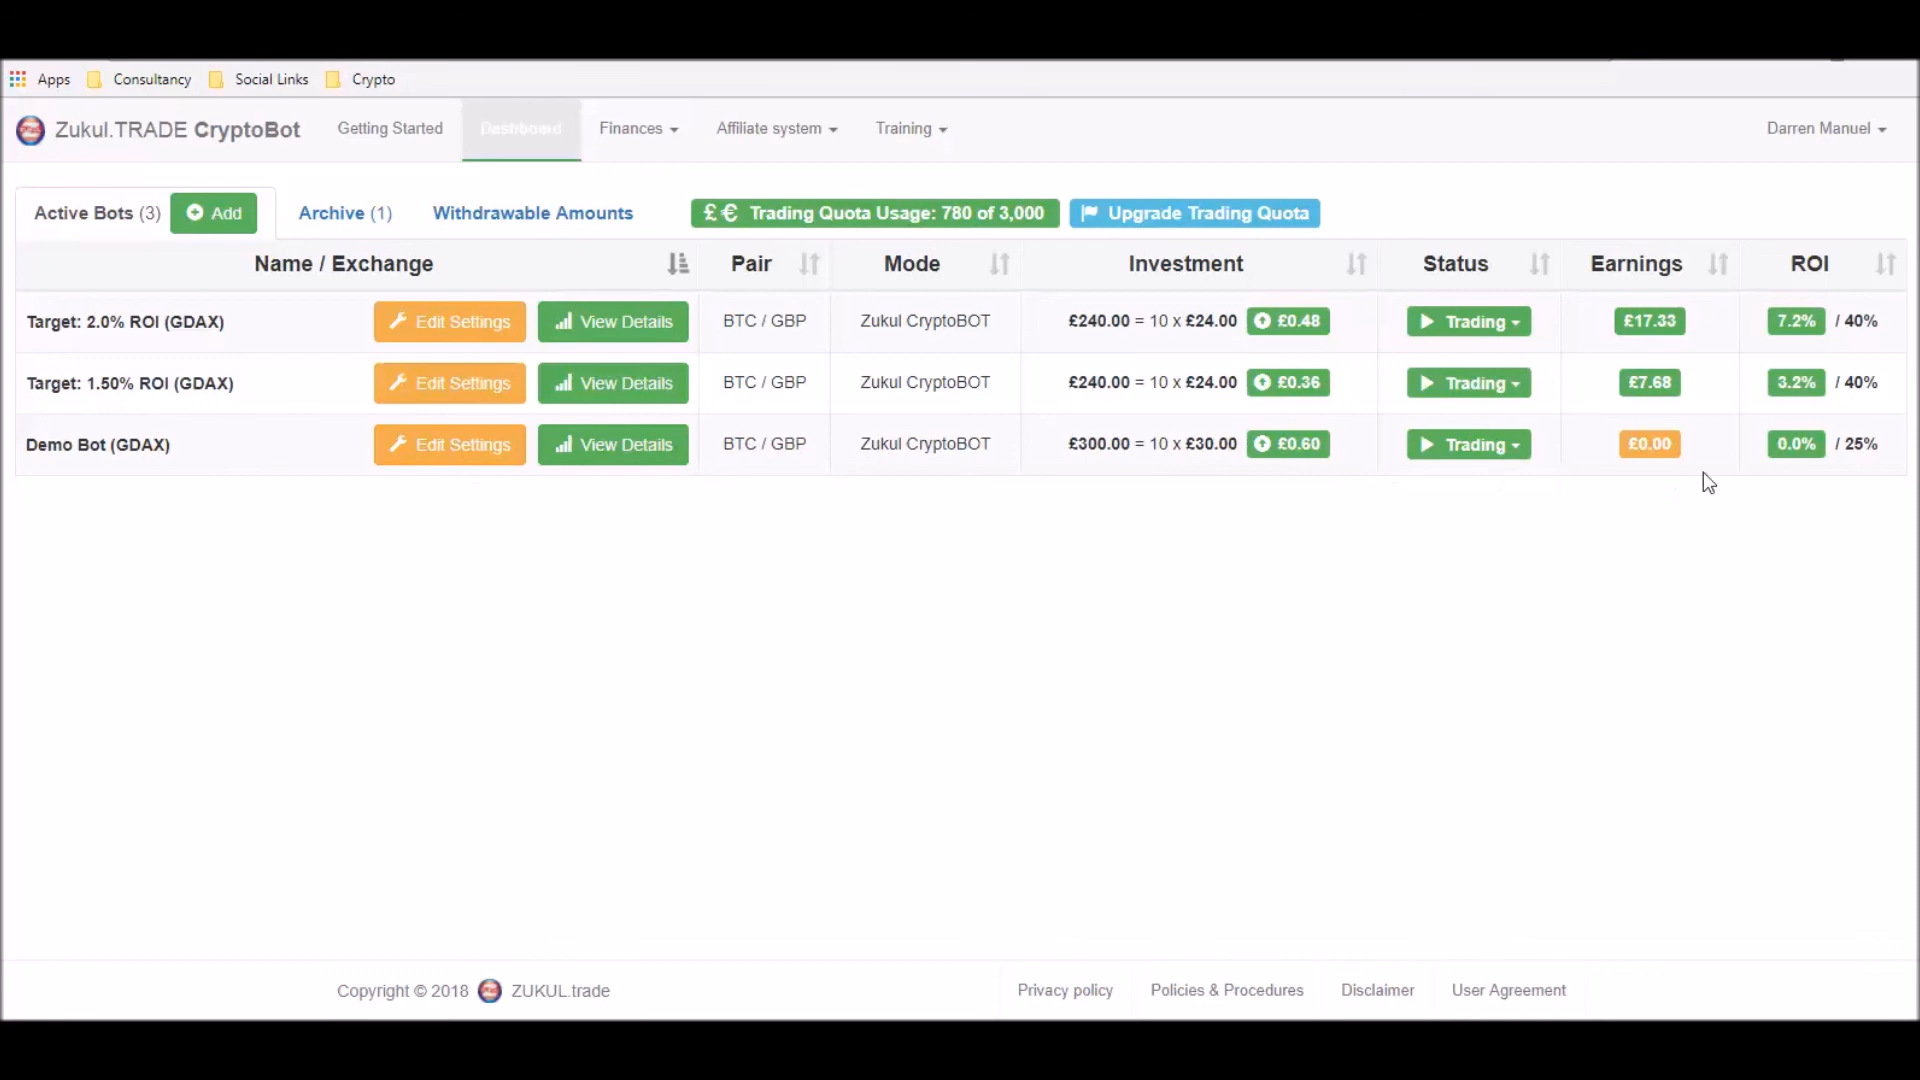 Apps Consultancy Social Links Crypto
Zukul.TRADE CryptoBot Getting Started Dashboard Finances Affiliate system Training Darren Manuel
Active Bots (3) Add Archive (1) Withdrawable Amounts £€ Trading Quota Usage: 780 of 3,000 Upgrade Trading Quota
Name / Exchange Pair Mode Investment Status Earnings ROI
Target: 2.0% ROI (GDAX) Edit Settings View Details BTC / GBP Zukul CryptoBOT £240.00 = 10 x £24.00 £0.48 Trading £17.33 7.2% / 40%
Target: 1.50% ROI (GDAX) Edit Settings View Details BTC / GBP Zukul CryptoBOT £240.00 = 10 x £24.00 £0.36 Trading £7.68 3.2% / 40%
Demo Bot (GDAX) Edit Settings View Details BTC / GBP Zukul CryptoBOT £300.00 = 10 x £30.00 £0.60 Trading £0.00 0.0% / 25%
Copyright © 2018 ZUKUL.trade Privacy policy Policies & Procedures Disclaimer User Agreement